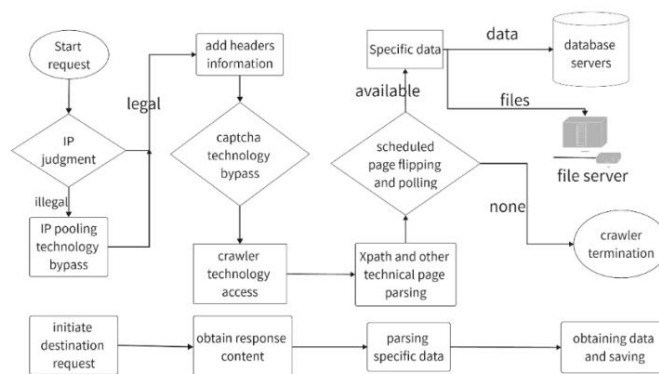 Start
request
IP
judgment
illegal
IP pooling
technology
bypass
legal
add headers
information
captcha
technology
bypass
crawler
technology
access
Xpath and other
technical page
parsing
scheduled
page flipping
and polling
available
Specific data
data
database
servers
files
file server
none
crawler
termination
initiate
destination
request
obtain response
content
parsing
specific data
obtaining data
and saving